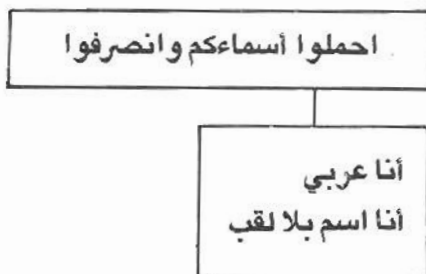 احملوا أسماءكم وانصرفوا
أنا عربي
أنا اسم بلا لقب